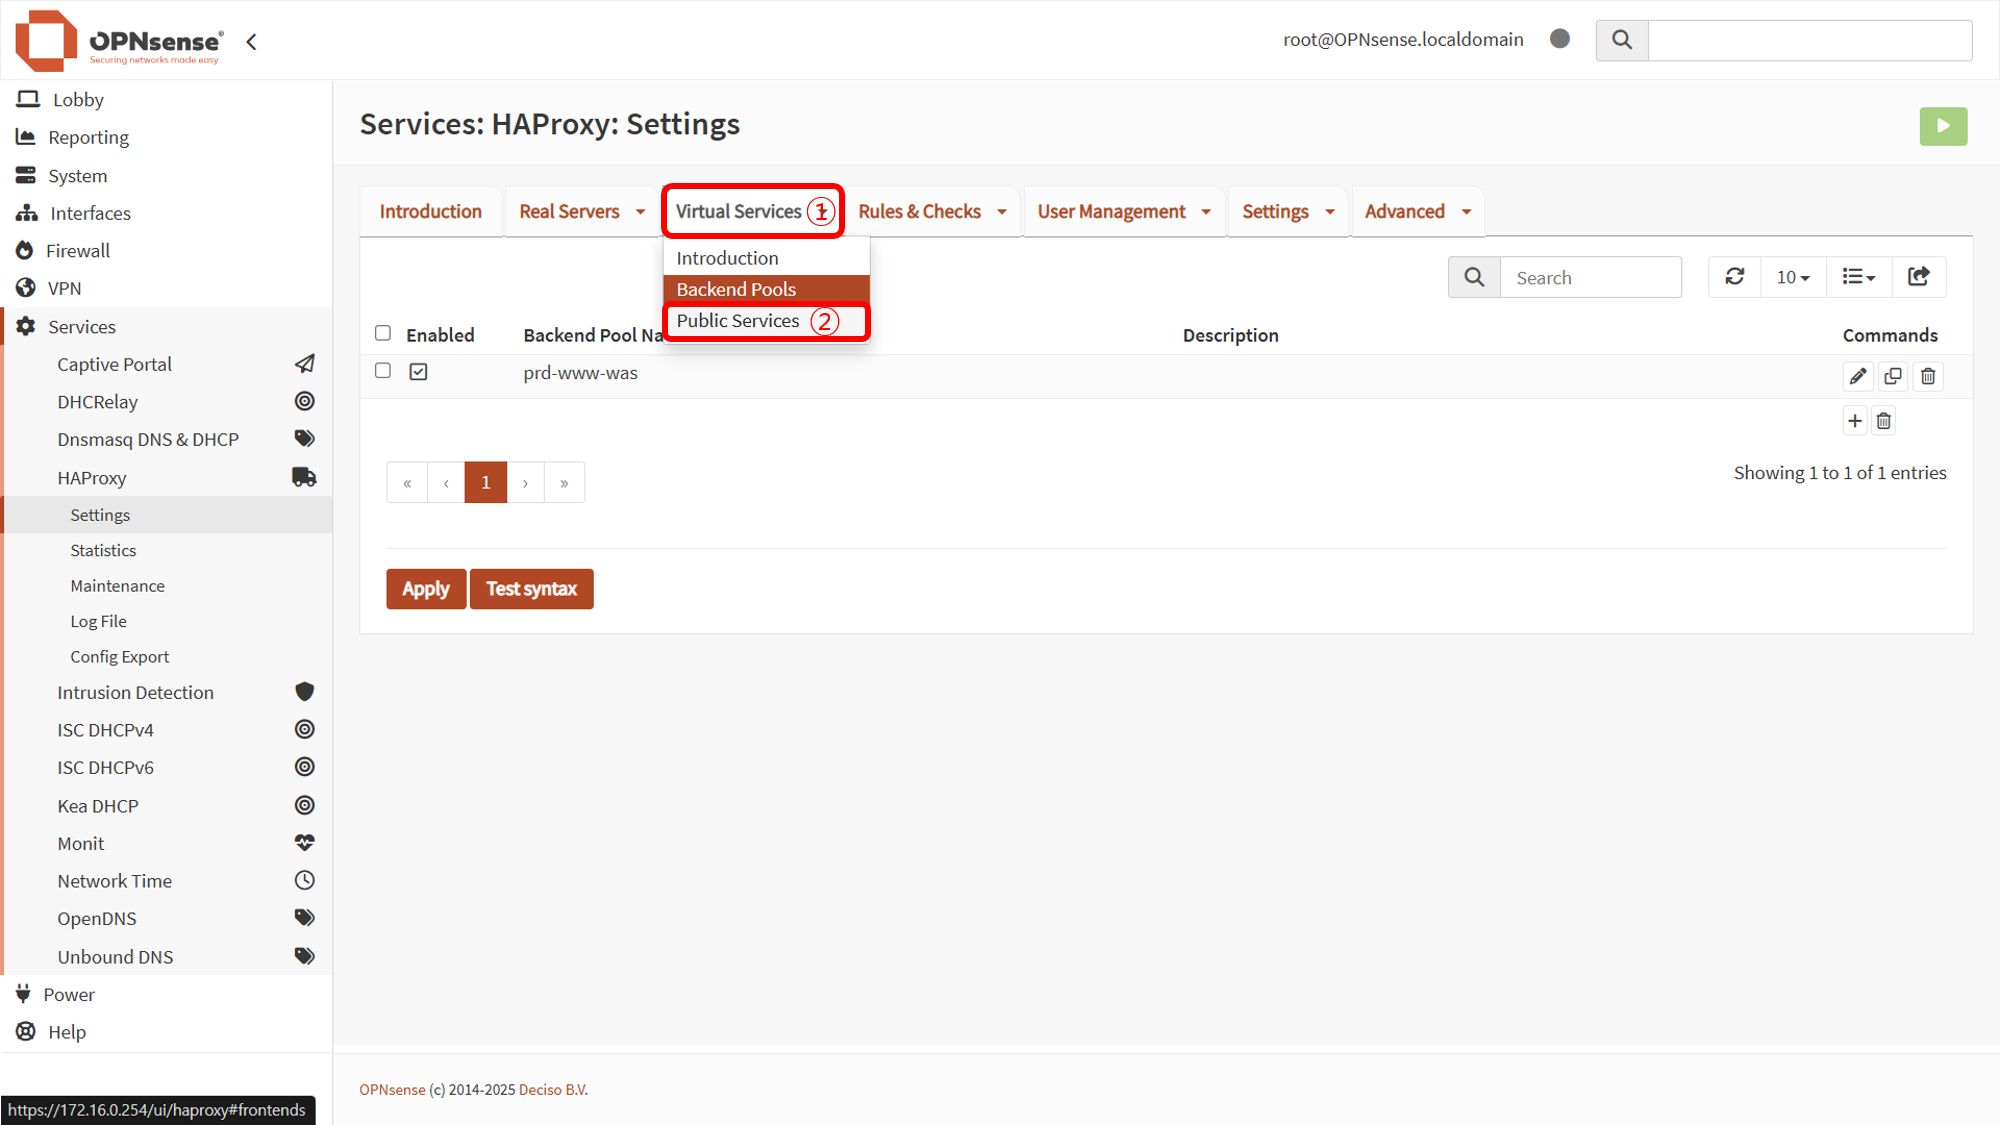 OPNsense®
Securing networks made easy
root@OPNsense.localdomain
Lobby
Reporting
System
Interfaces
Firewall
VPN
Services
Captive Portal
DHCRelay
Dnsmasq DNS & DHCP
HAProxy
Settings
Statistics
Maintenance
Log File
Config Export
Intrusion Detection
ISC DHCPv4
ISC DHCPv6
Kea DHCP
Monit
Network Time
OpenDNS
Unbound DNS
Power
Help
Services: HAProxy: Settings
Introduction Real Servers Virtual Services ① Rules & Checks User Management Settings Advanced
Introduction
Backend Pools
Public Services ②
Search 10
Enabled Backend Pool Na Description Commands
prd-www-was
« ‹ 1 › »
Showing 1 to 1 of 1 entries
Apply Test syntax
OPNsense (c) 2014-2025 Deciso B.V.
https://172.16.0.254/ui/haproxy#frontends